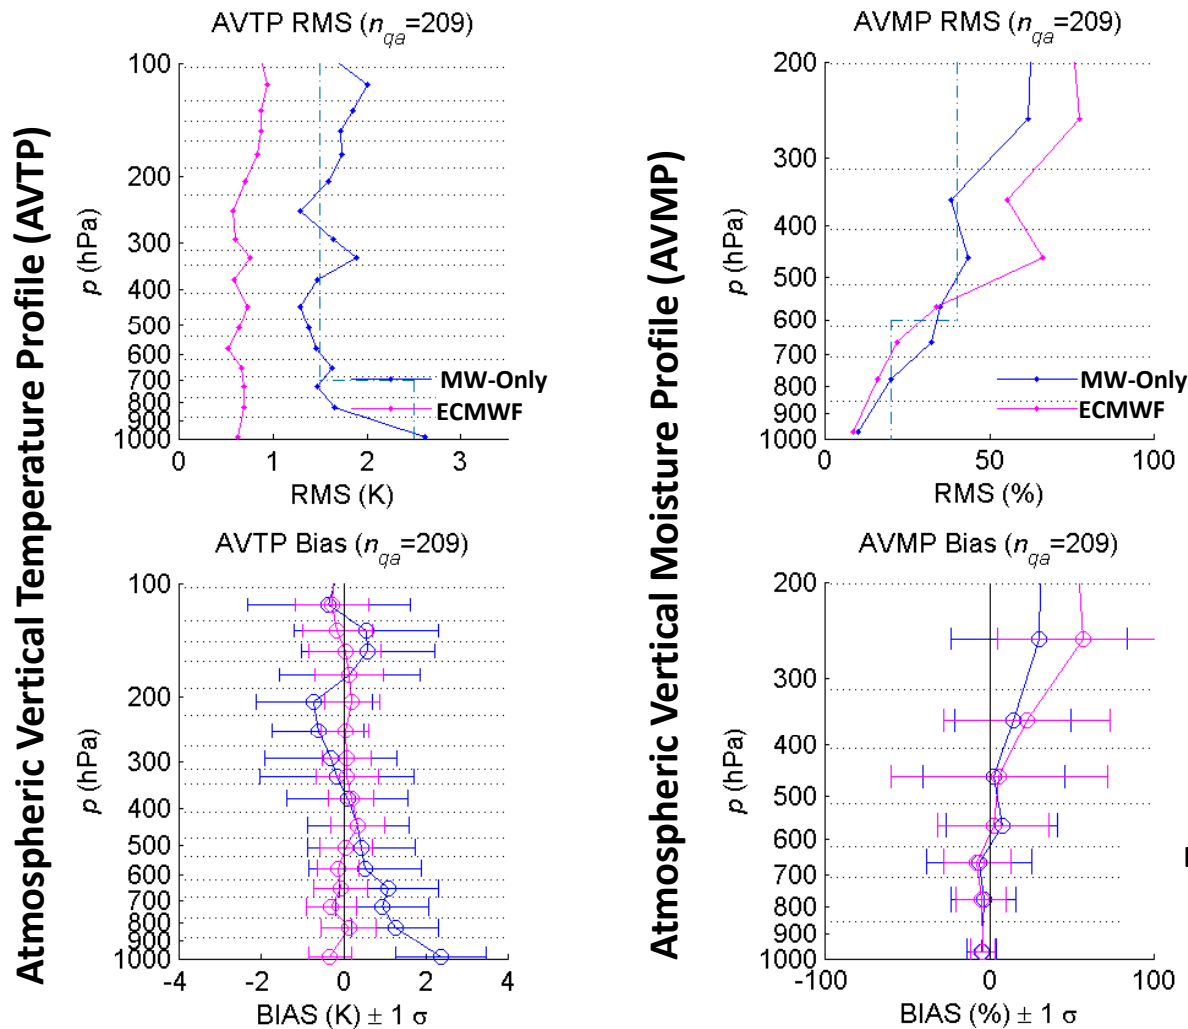 Atmospheric Vertical Temperature Profile (AVTP)
AVTP RMS (n_qa=209)
p (hPa)
100
200
300
400
500
600
700
800
900
1000
0 1 2 3
RMS (K)
MW-Only
ECMWF
AVTP Bias (n_qa=209)
p (hPa)
100
200
300
400
500
600
700
800
900
1000
-4 -2 0 2 4
BIAS (K) ± 1 σ
Atmospheric Vertical Moisture Profile (AVMP)
AVMP RMS (n_qa=209)
p (hPa)
200
300
400
500
600
700
800
900
1000
0 50 100
RMS (%)
MW-Only
ECMWF
AVMP Bias (n_qa=209)
p (hPa)
200
300
400
500
600
700
800
900
1000
-100 0 100
BIAS (%) ± 1 σ